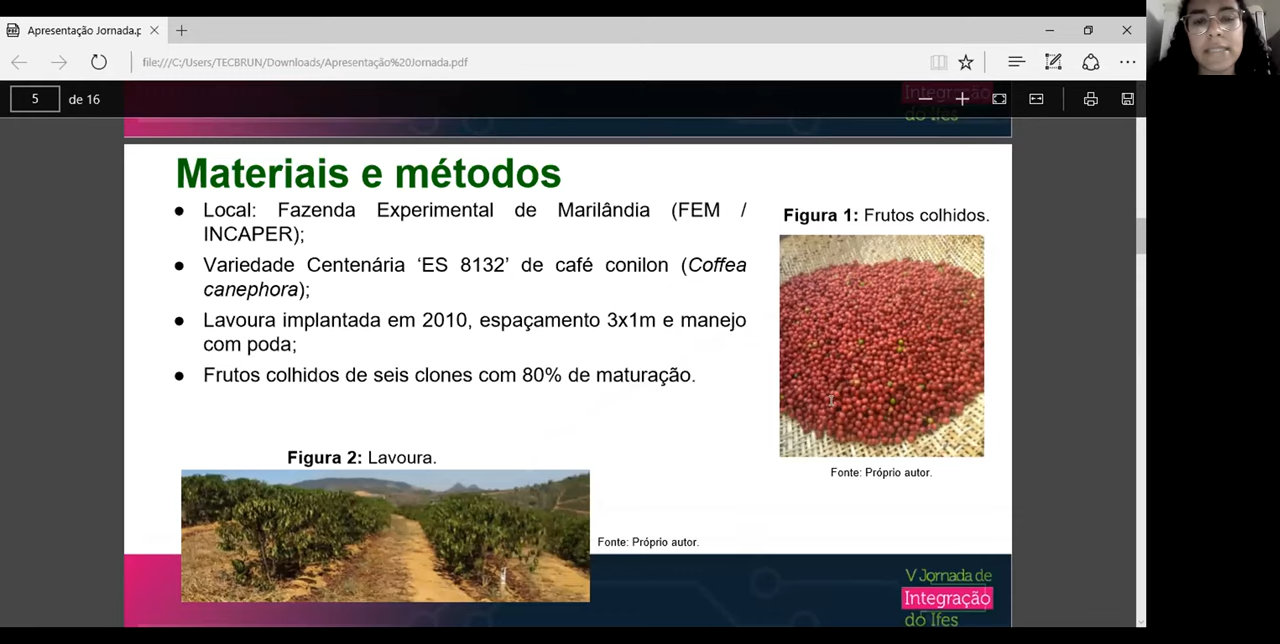 Apresentação Jornada.p
file:///C:/Users/TECBRUN/Downloads/Apresentação%20Jornada.pdf
5 de 16
Integração
do Ifes
Materiais e métodos
● Local: Fazenda Experimental de Marilândia (FEM /
INCAPER);
● Variedade Centenária ‘ES 8132’ de café conilon (Coffea
canephora);
● Lavoura implantada em 2010, espaçamento 3x1m e manejo
com poda;
● Frutos colhidos de seis clones com 80% de maturação.
Figura 1: Frutos colhidos.
Fonte: Próprio autor.
Figura 2: Lavoura.
Fonte: Próprio autor.
V Jornada de
Integração
do Ifes